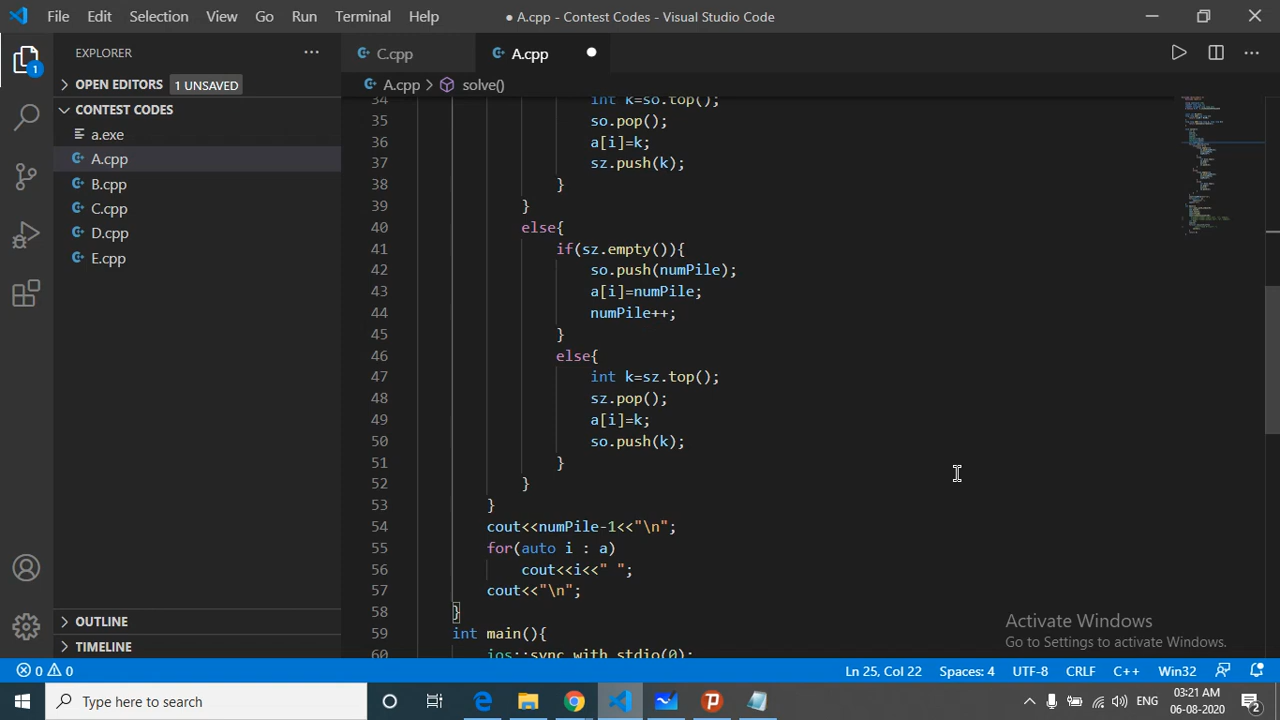 File Edit Selection View Go Run Terminal Help ● A.cpp - Contest Codes - Visual Studio Code
EXPLORER ···
C.cpp A.cpp
OPEN EDITORS 1 UNSAVED
CONTEST CODES
a.exe
A.cpp
B.cpp
C.cpp
D.cpp
E.cpp
OUTLINE
TIMELINE
A.cpp > solve()
34 int k=so.top();
35 so.pop();
36 a[i]=k;
37 sz.push(k);
38 }
39 }
40 else{
41 if(sz.empty()){
42 so.push(numPile);
43 a[i]=numPile;
44 numPile++;
45 }
46 else{
47 int k=sz.top();
48 sz.pop();
49 a[i]=k;
50 so.push(k);
51 }
52 }
53 }
54 cout<<numPile-1<<"\n";
55 for(auto i : a)
56 cout<<i<<" ";
57 cout<<"\n";
58 }
59 int main(){
60 ios::sync_with_stdio(0);
Activate Windows
Go to Settings to activate Windows.
1
0 0 Ln 25, Col 22 Spaces: 4 UTF-8 CRLF C++ Win32
Type here to search
ENG 03:21 AM
06-08-2020 2